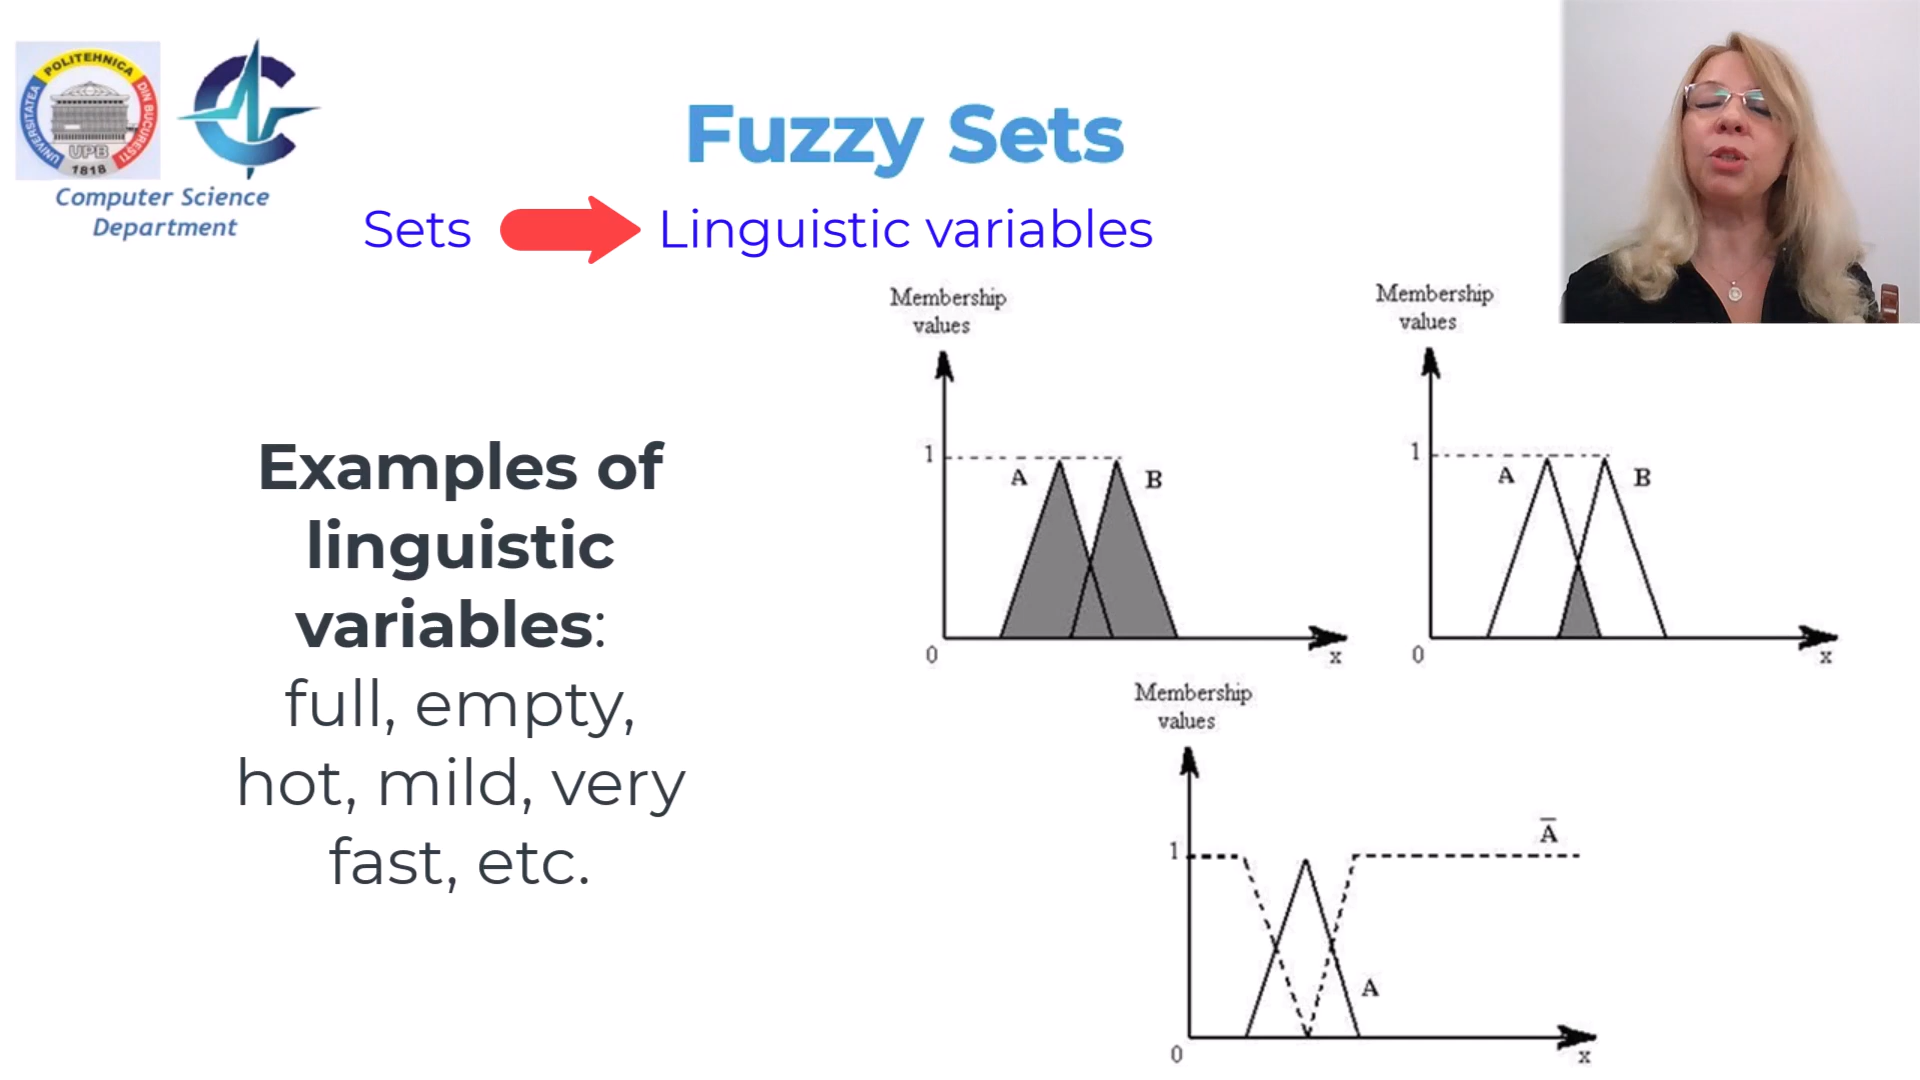 UNIVERSITATEA POLITEHNICA DIN BUCUREȘTI
UPB
1818
Computer Science
Department
Fuzzy Sets
Sets
Linguistic variables
Examples of
linguistic
variables:
full, empty,
hot, mild, very
fast, etc.
Membership
values
1
A
B
0
x
Membership
values
1
A
B
0
x
Membership
values
1
A̅
A
0
x